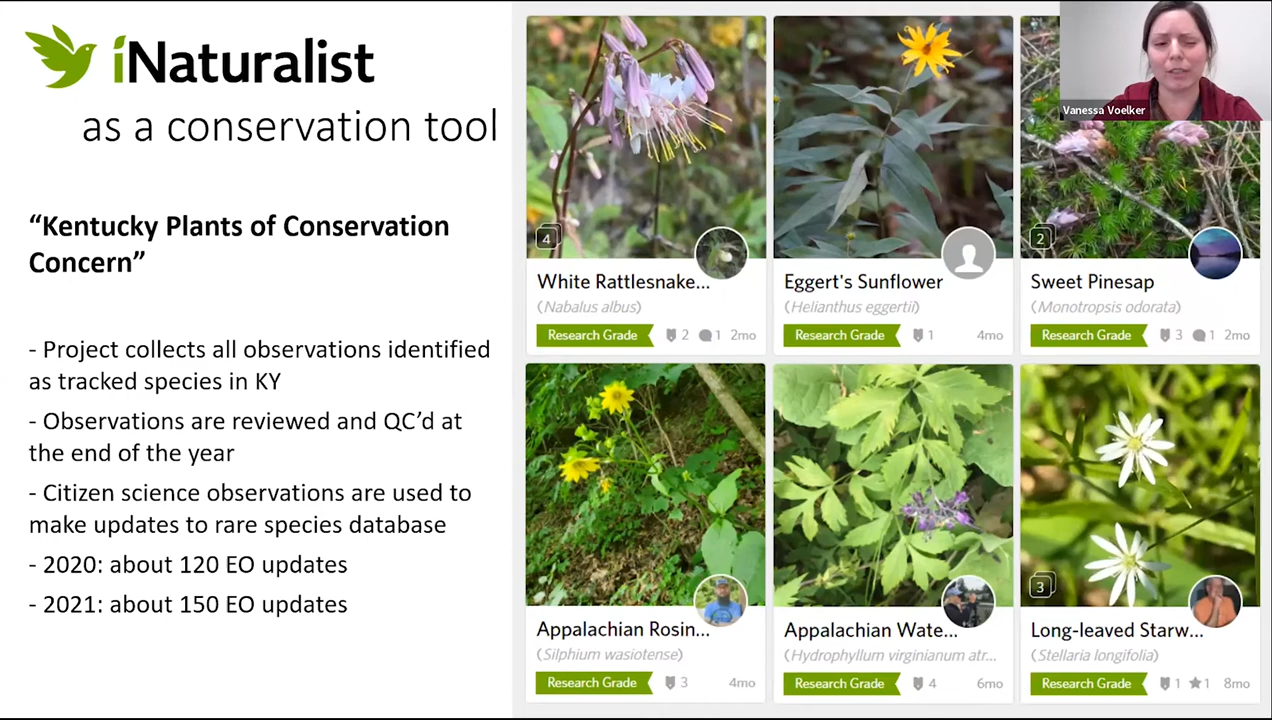 iNaturalist
as a conservation tool
“Kentucky Plants of Conservation
Concern”
- Project collects all observations identified
as tracked species in KY
- Observations are reviewed and QC’d at
the end of the year
- Citizen science observations are used to
make updates to rare species database
- 2020: about 120 EO updates
- 2021: about 150 EO updates
Vanessa Voelker
4
2
White Rattlesnake...
Eggert's Sunflower
Sweet Pinesap
(Nabalus albus)
(Helianthus eggertii)
(Monotropsis odorata)
Research Grade 2 1 2mo
Research Grade 1 4mo
Research Grade 3 1 2mo
3
Appalachian Rosin...
Appalachian Wate...
Long-leaved Starw...
(Silphium wasiotense)
(Hydrophyllum virginianum atr...
(Stellaria longifolia)
Research Grade 3 4mo
Research Grade 4 6mo
Research Grade 1 1 8mo